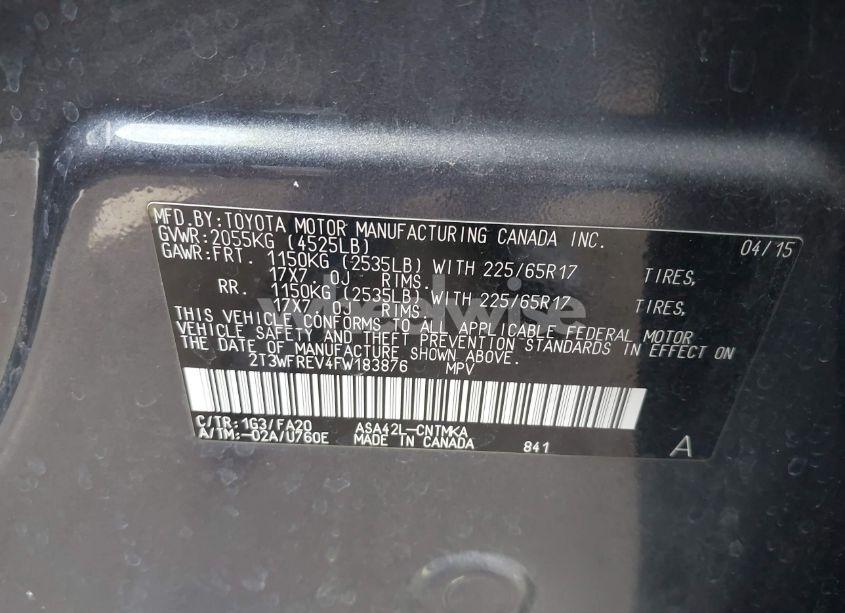 MFD.BY:TOYOTA MOTOR MANUFACTURING CANADA INC. 04/15
GVWR:2055KG (4525LB)
GAWR:FRT. 1150KG (2535LB) WITH 225/65R17 TIRES,
17X7.0J RIMS.
RR. 1150KG (2535LB) WITH 225/65R17 TIRES,
17X7.0J RIMS.
THIS VEHICLE CONFORMS TO ALL APPLICABLE FEDERAL MOTOR
VEHICLE SAFETY AND THEFT PREVENTION STANDARDS IN EFFECT ON
THE DATE OF MANUFACTURE SHOWN ABOVE.
2T3WFREV4FW183876 MPV
C/TR:1G3/FA20 ASA42L-CNTMKA
A/TM:-02A/U760E MADE IN CANADA 841 A
wheelwise